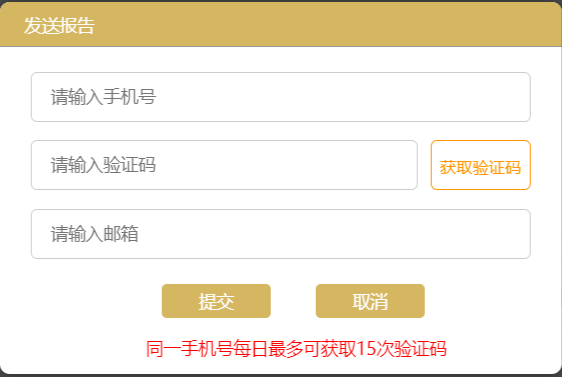 发送报告
请输入手机号
请输入验证码
获取验证码
请输入邮箱
提交 取消
同一手机号每日最多可获取15次验证码